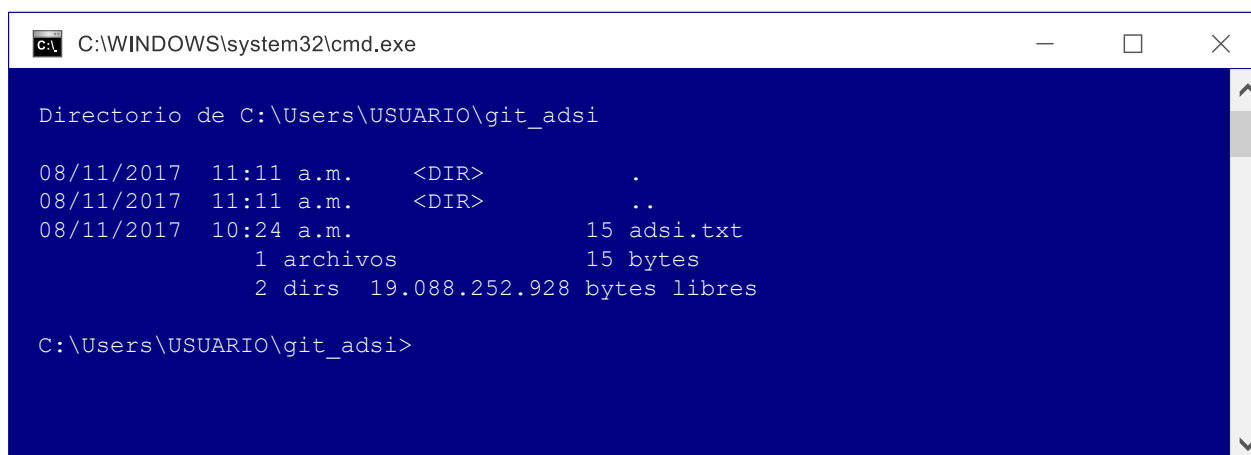 C:\WINDOWS\system32\cmd.exe
Directorio de C:\Users\USUARIO\git_adsi
08/11/2017  11:11 a.m.    <DIR>          .
08/11/2017  11:11 a.m.    <DIR>          ..
08/11/2017  10:24 a.m.                15 adsi.txt
               1 archivos             15 bytes
               2 dirs  19.088.252.928 bytes libres
C:\Users\USUARIO\git_adsi>